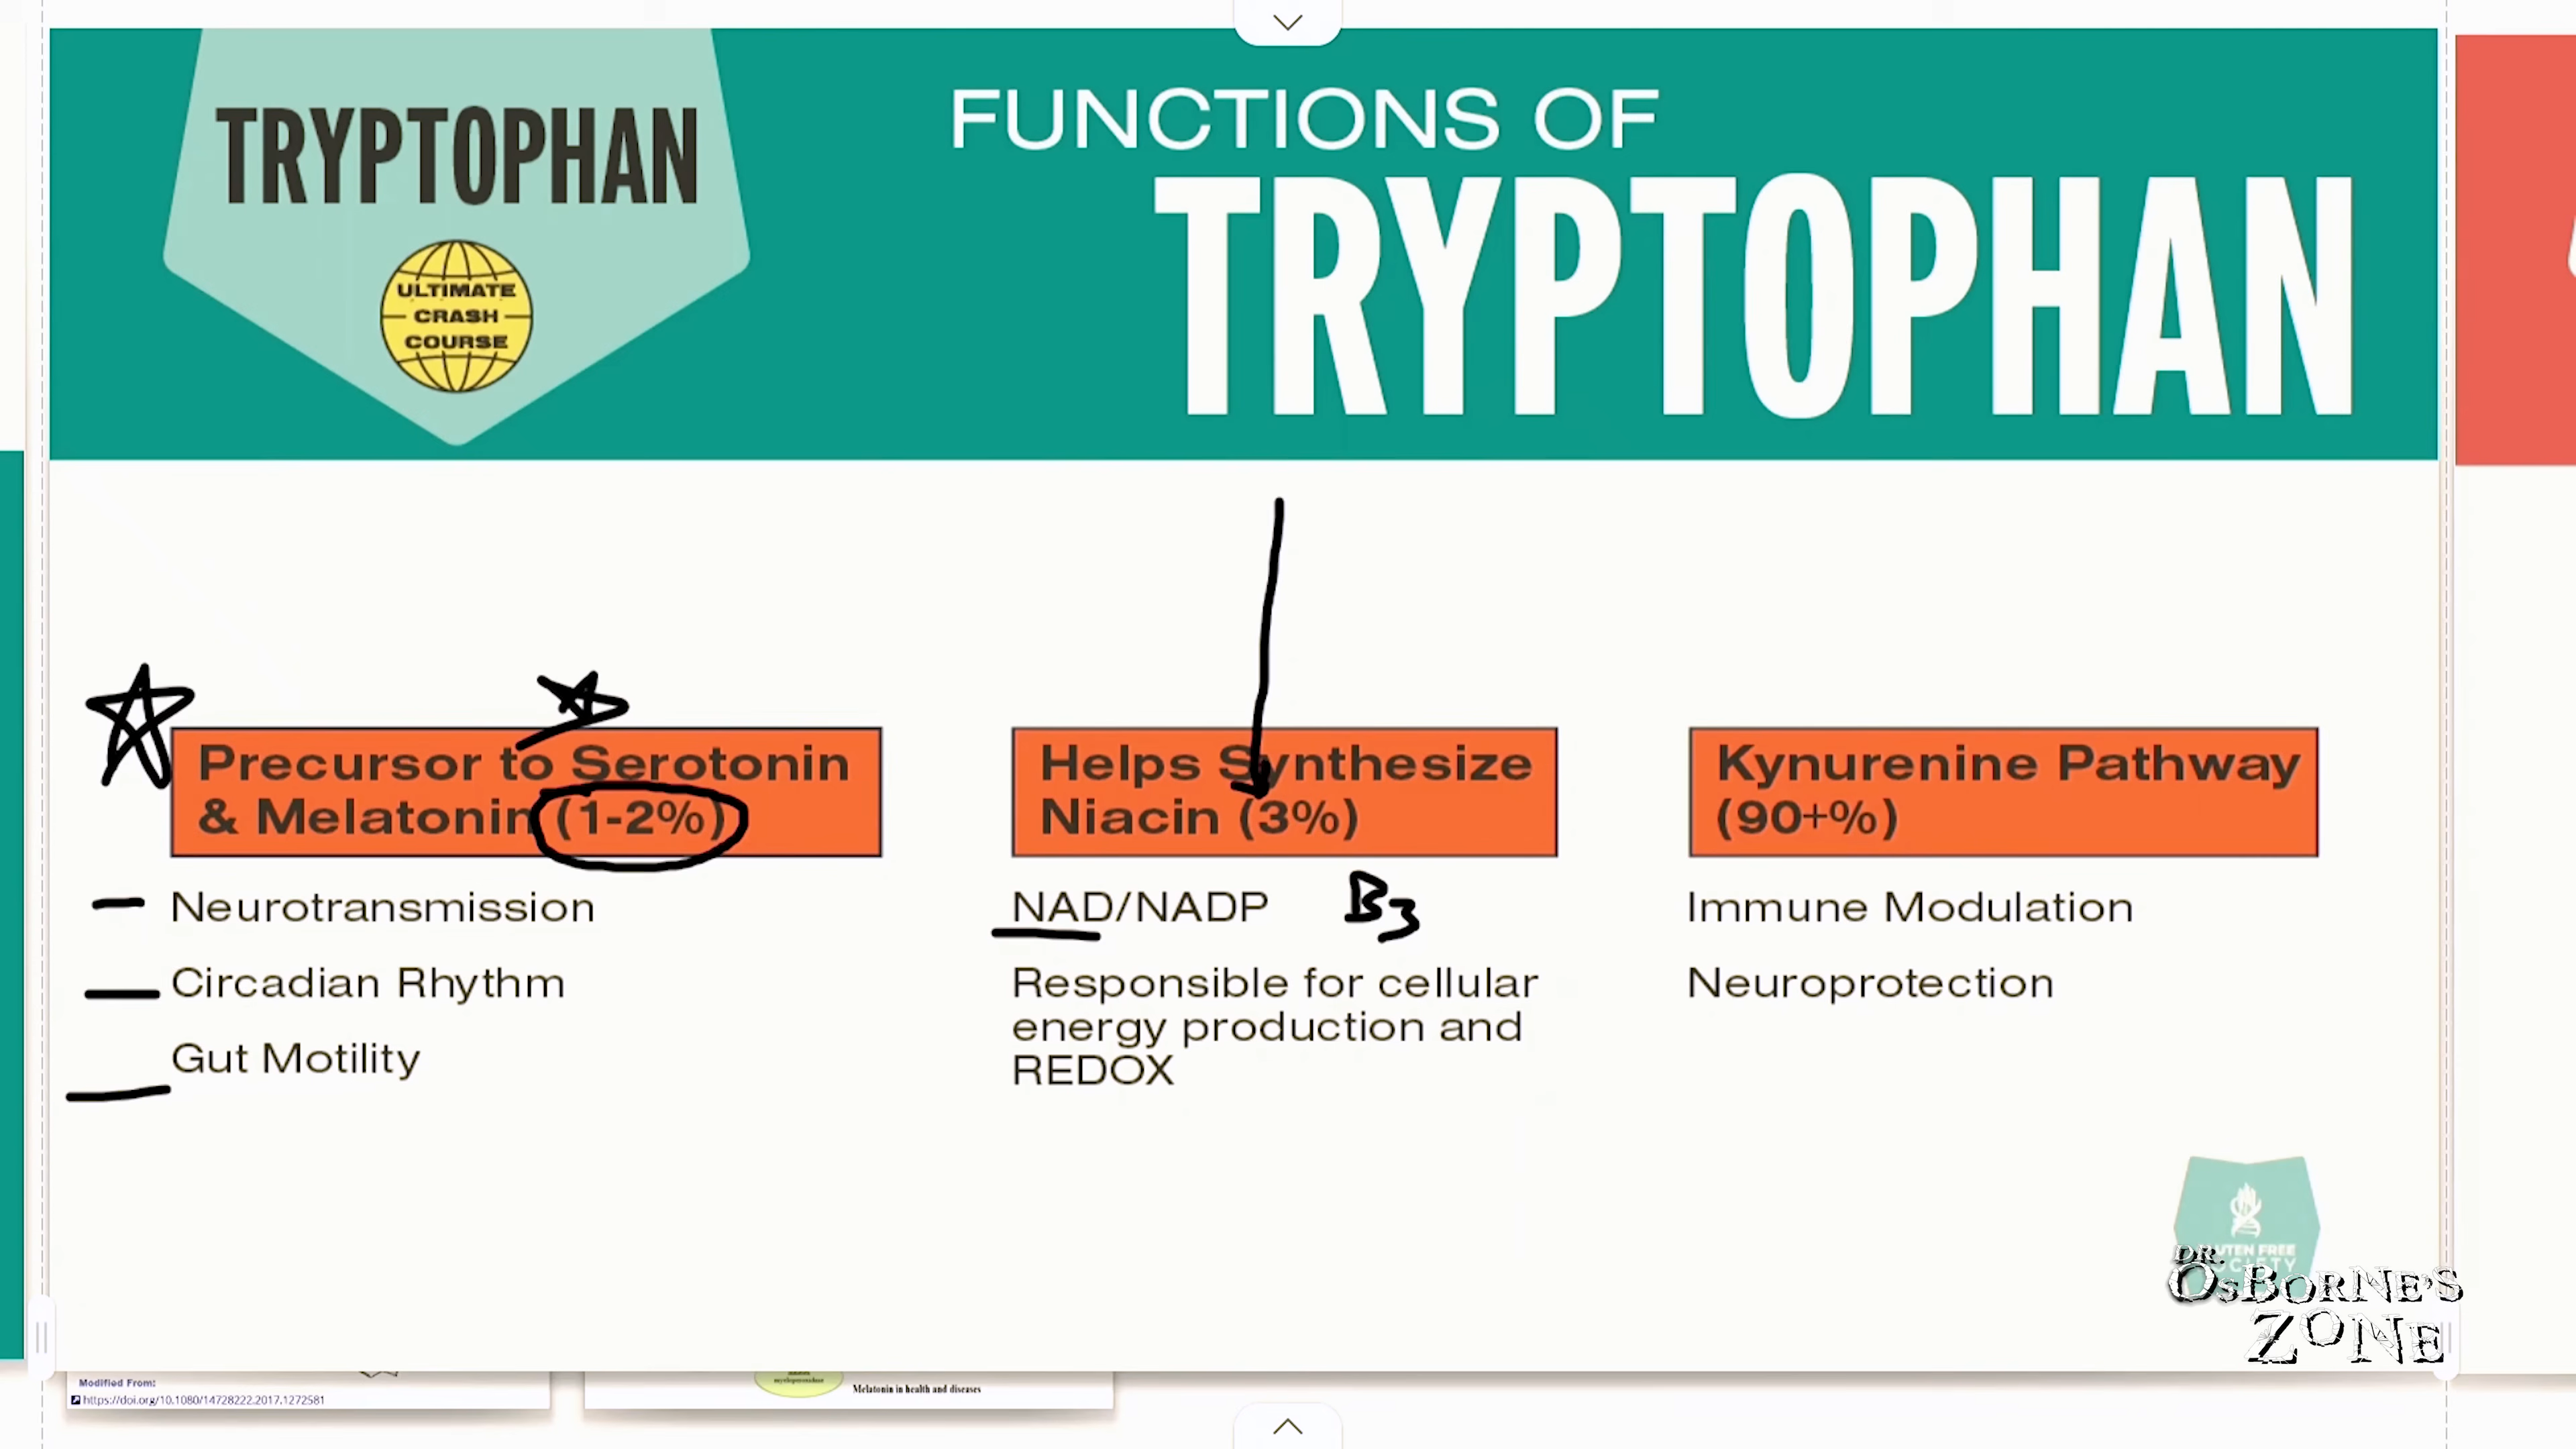 TRYPTOPHAN
ULTIMATE
CRASH
COURSE
FUNCTIONS OF
TRYPTOPHAN
Precursor to Serotonin
& Melatonin (1-2%)
Neurotransmission
Circadian Rhythm
Gut Motility
Helps Synthesize
Niacin (3%)
NAD/NADP
B3
Responsible for cellular
energy production and
REDOX
Kynurenine Pathway
(90+%)
Immune Modulation
Neuroprotection
DR.
OSBORNE'S
ZONE
Modified From:
https://doi.org/10.1080/14728222.2017.1272581
Melatonin in health and diseases